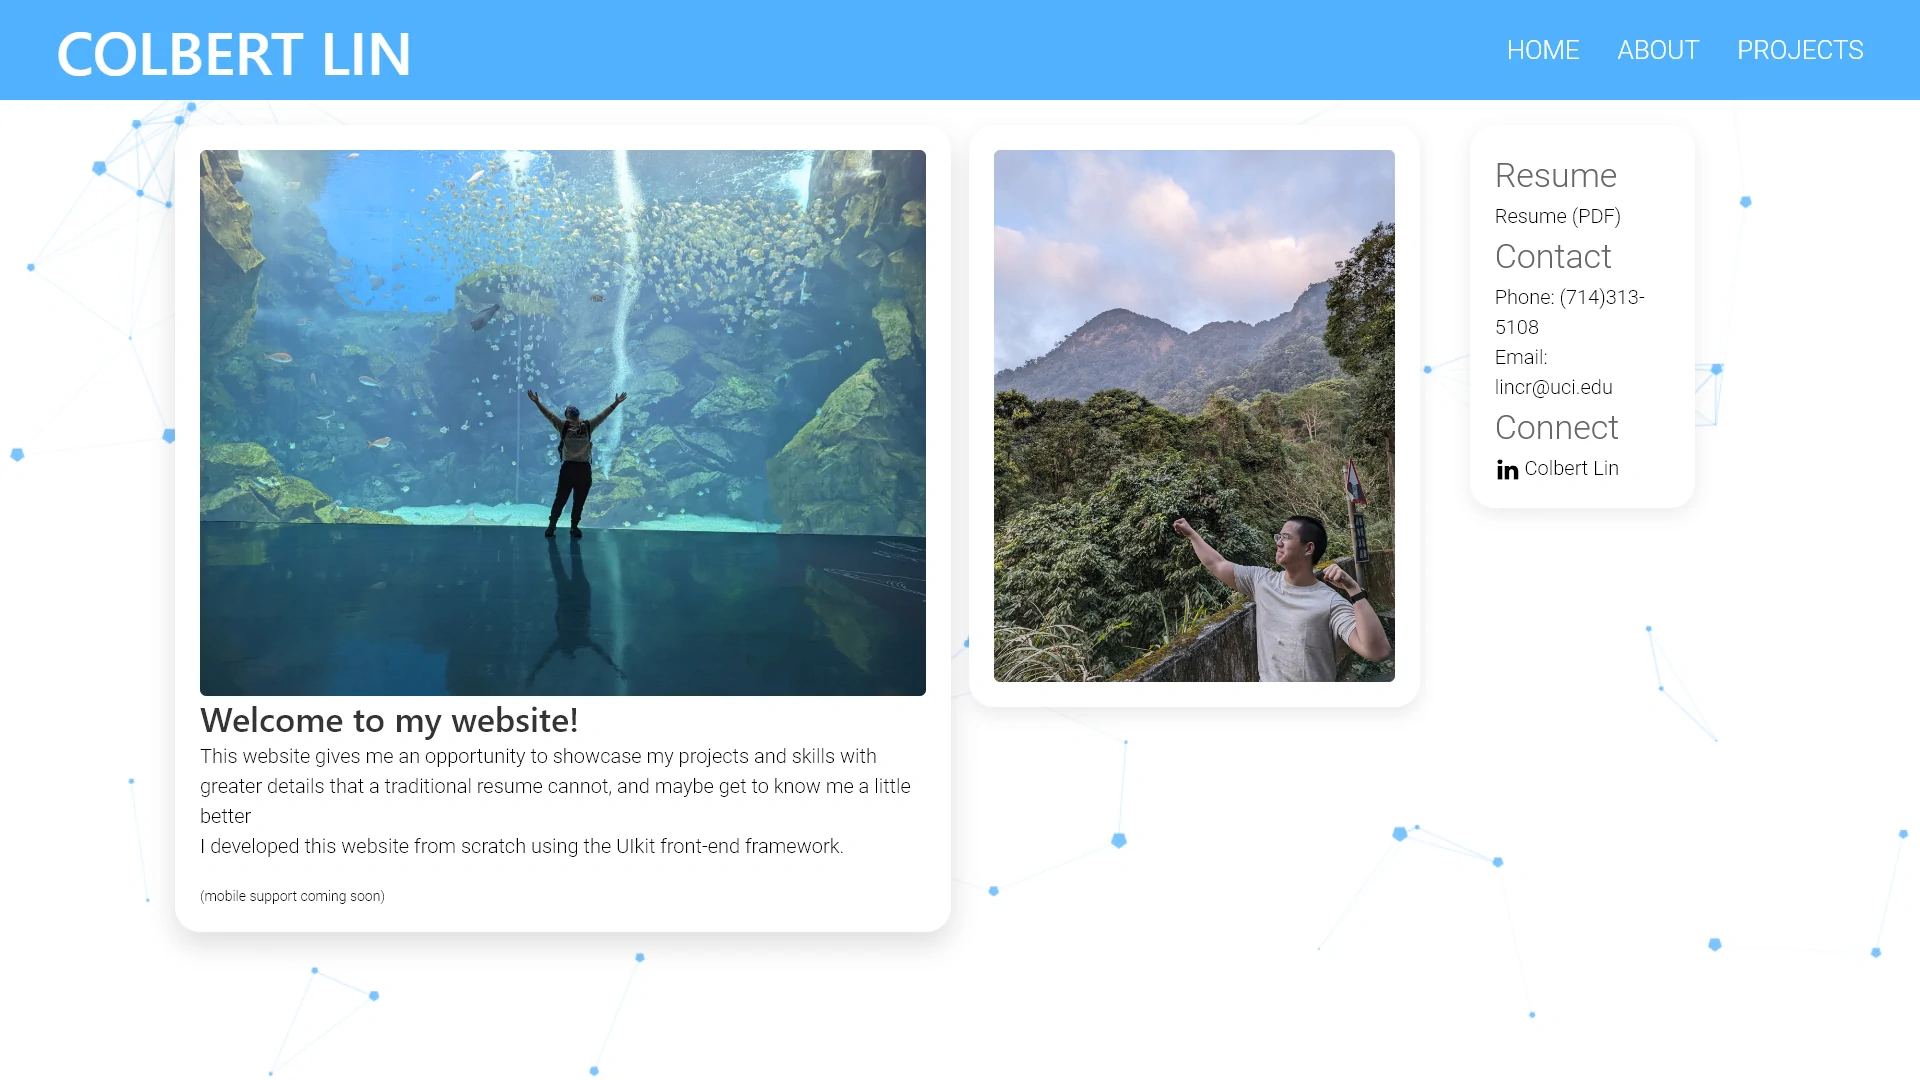 COLBERT LIN
HOME ABOUT PROJECTS
Welcome to my website!
This website gives me an opportunity to showcase my projects and skills with
greater details that a traditional resume cannot, and maybe get to know me a little
better
I developed this website from scratch using the UIkit front-end framework.
(mobile support coming soon)
Resume
Resume (PDF)
Contact
Phone: (714)313-
5108
Email:
lincr@uci.edu
Connect
in Colbert Lin